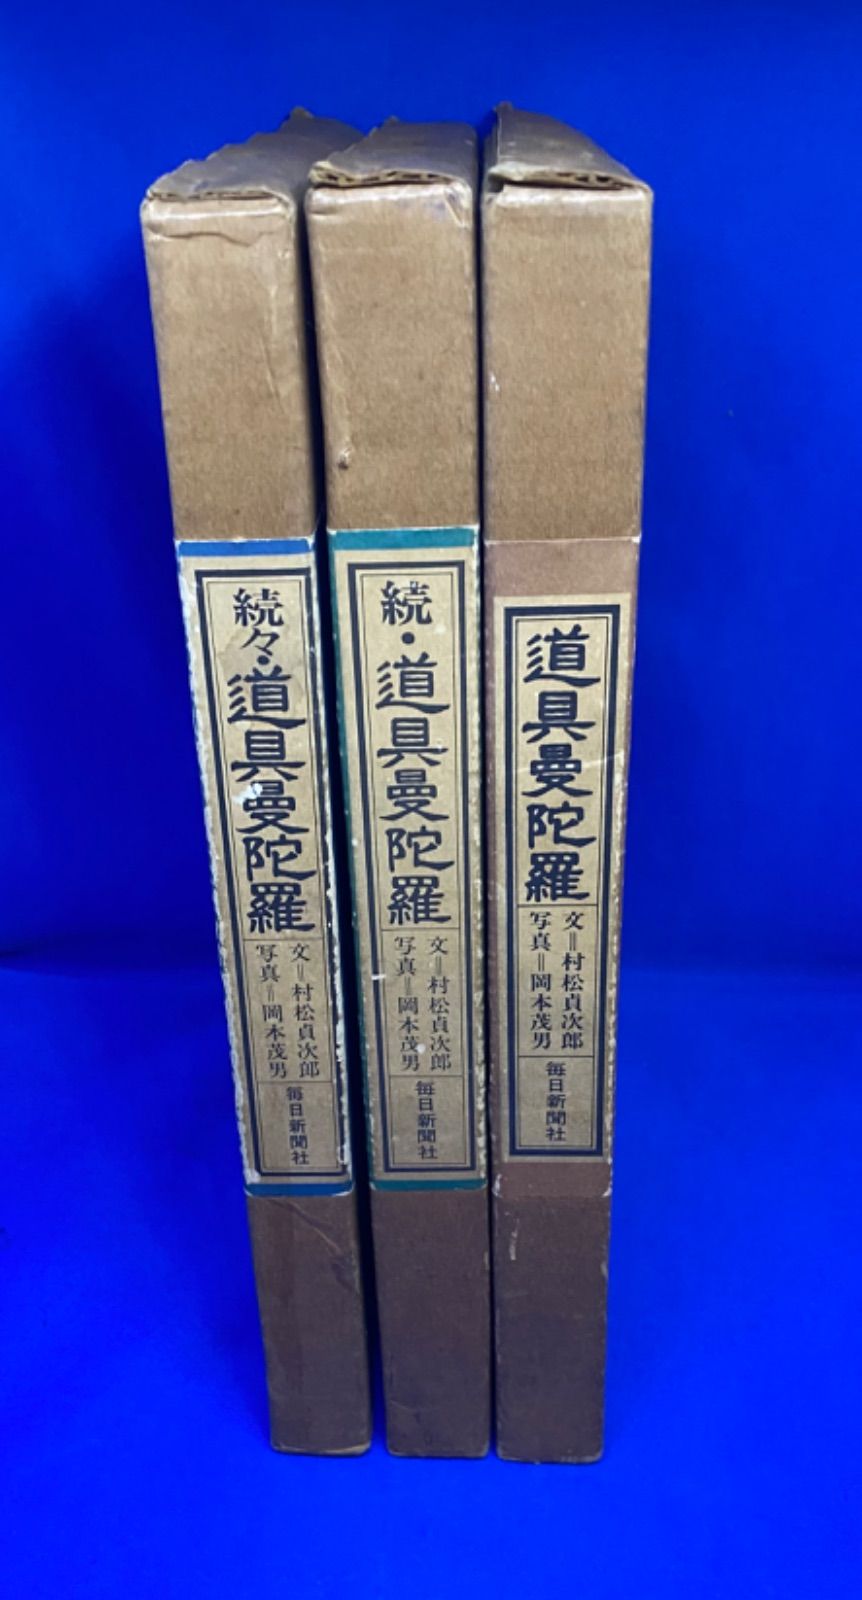 道具曼陀羅
文＝村松貞次郎
写真＝岡本茂男
毎日新聞社
続・道具曼陀羅
文＝村松貞次郎
写真＝岡本茂男
毎日新聞社
続々・道具曼陀羅
文＝村松貞次郎
写真＝岡本茂男
毎日新聞社